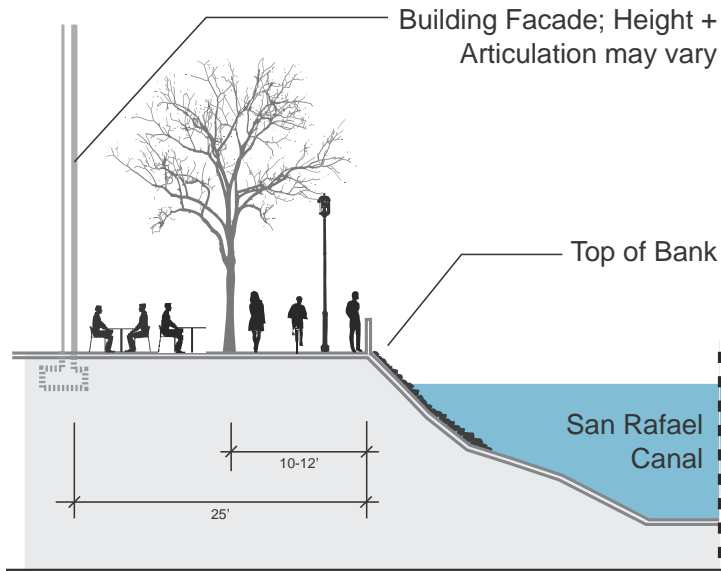 Building Facade; Height +
Articulation may vary
Top of Bank
San Rafael
Canal
10-12’
25’